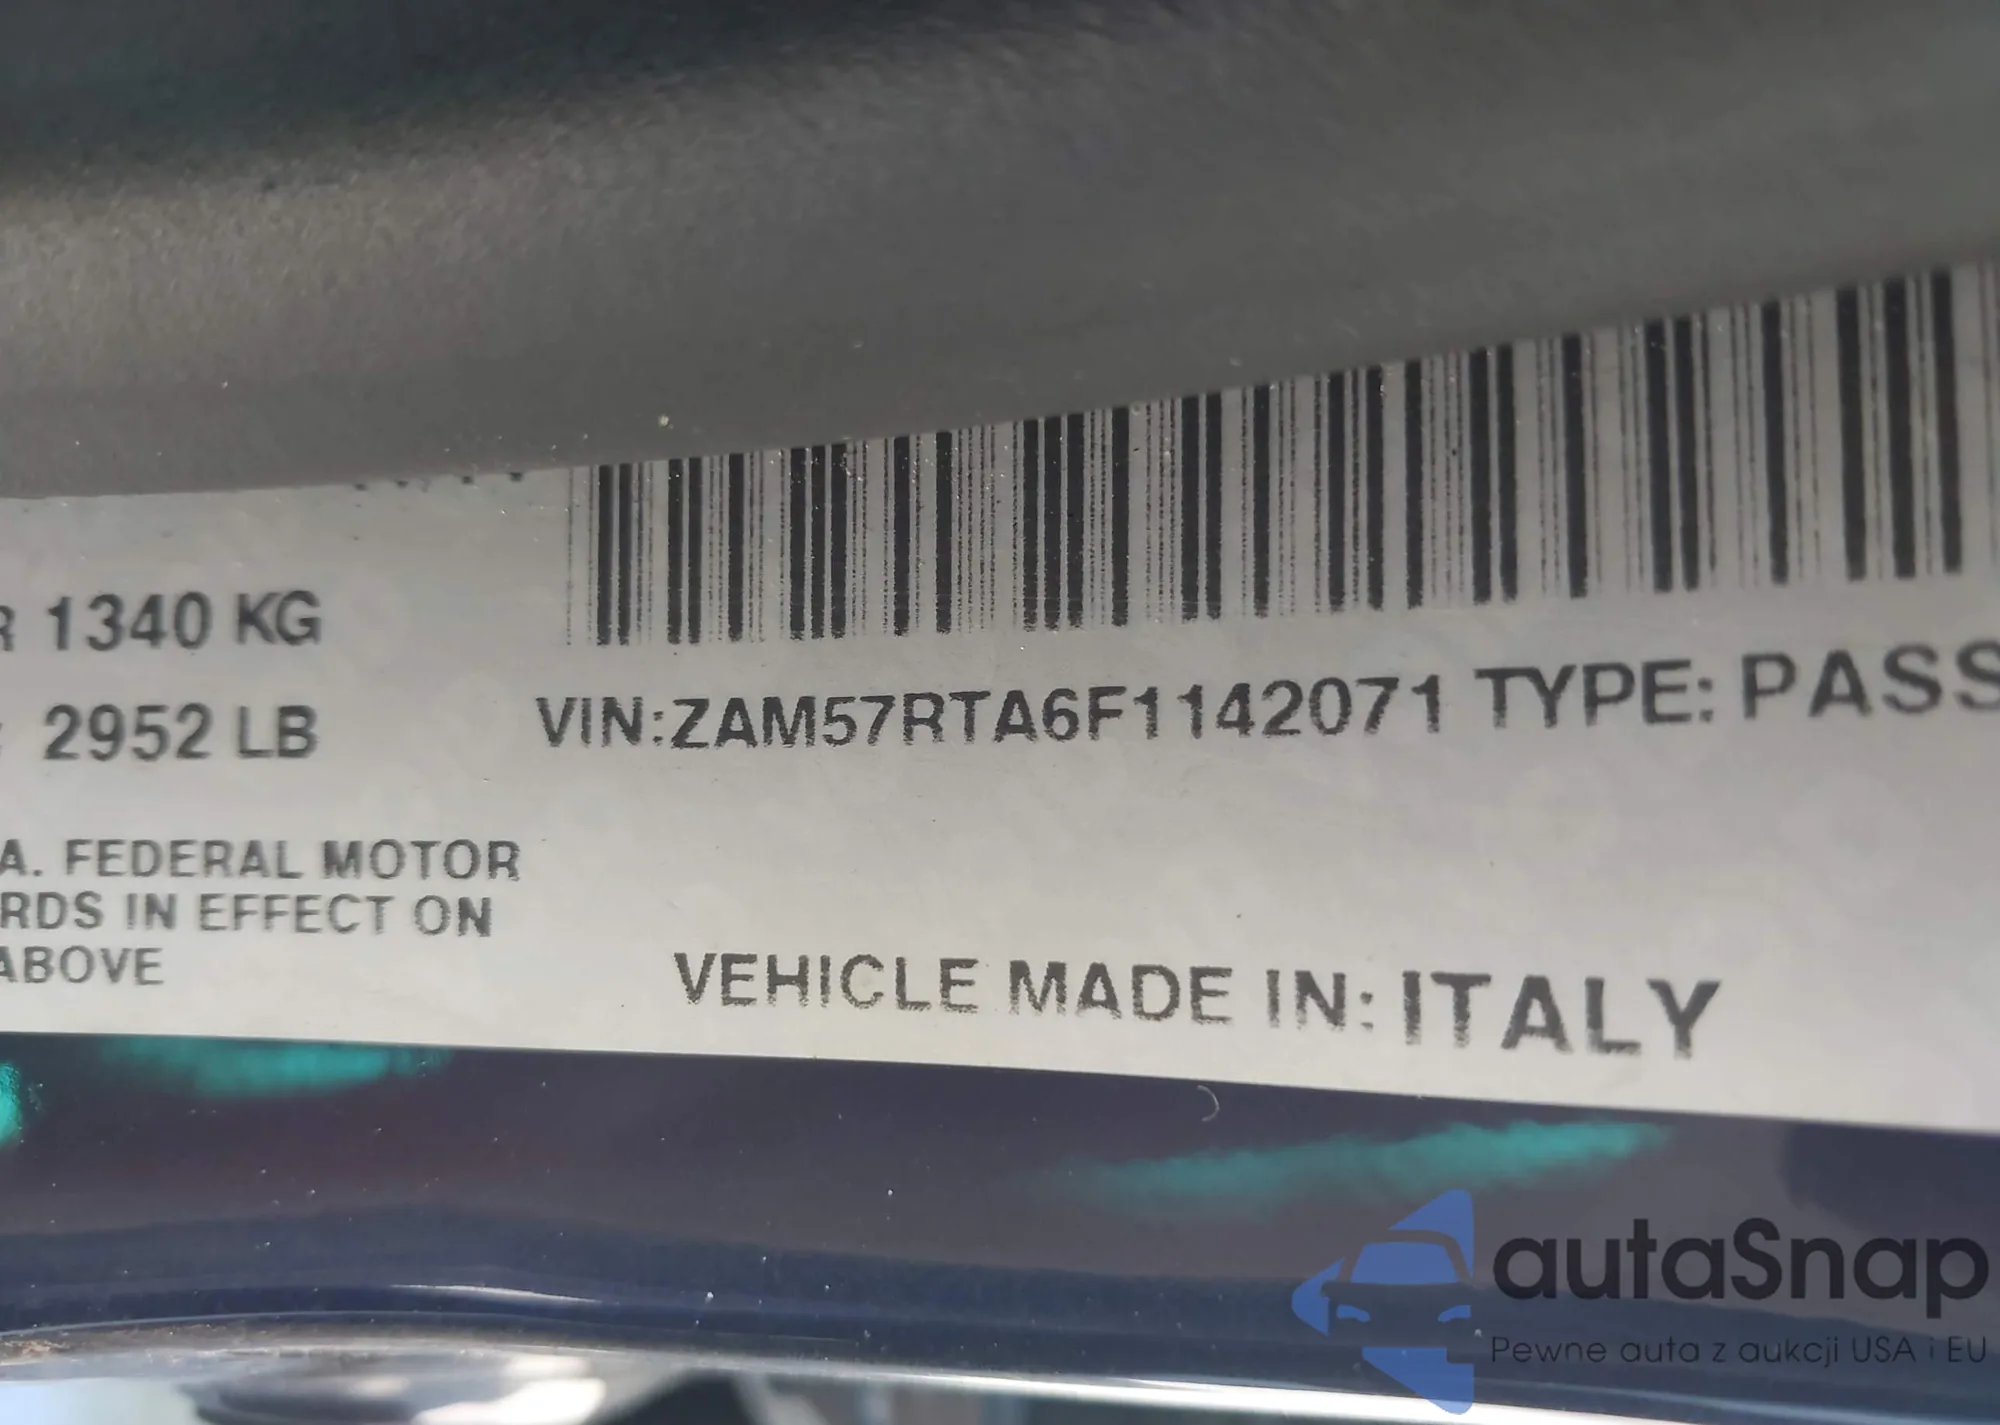 1340 KG
2952 LB
VIN:ZAM57RTA6F1142071 TYPE: PASS
A. FEDERAL MOTOR
RDS IN EFFECT ON
ABOVE
VEHICLE MADE IN: ITALY
autaSnap
Pewne auta z aukcji USA i EU